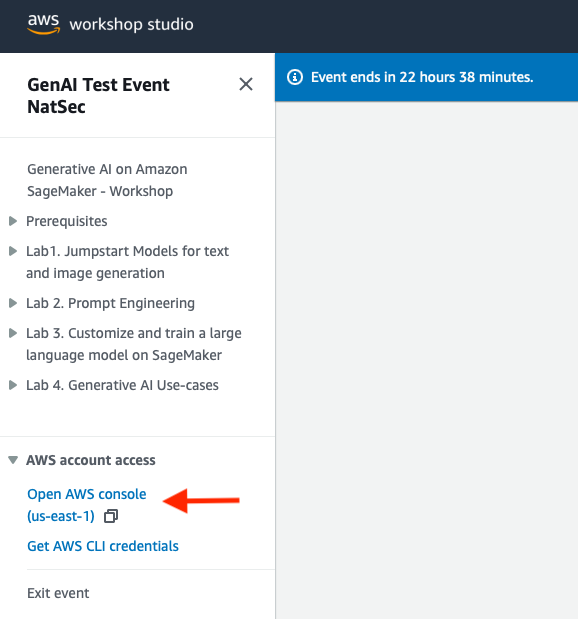 aws workshop studio
GenAI Test Event
NatSec
Event ends in 22 hours 38 minutes.
Generative AI on Amazon
SageMaker - Workshop
Prerequisites
Lab1. Jumpstart Models for text
and image generation
Lab 2. Prompt Engineering
Lab 3. Customize and train a large
language model on SageMaker
Lab 4. Generative AI Use-cases
AWS account access
Open AWS console
(us-east-1)
Get AWS CLI credentials
Exit event